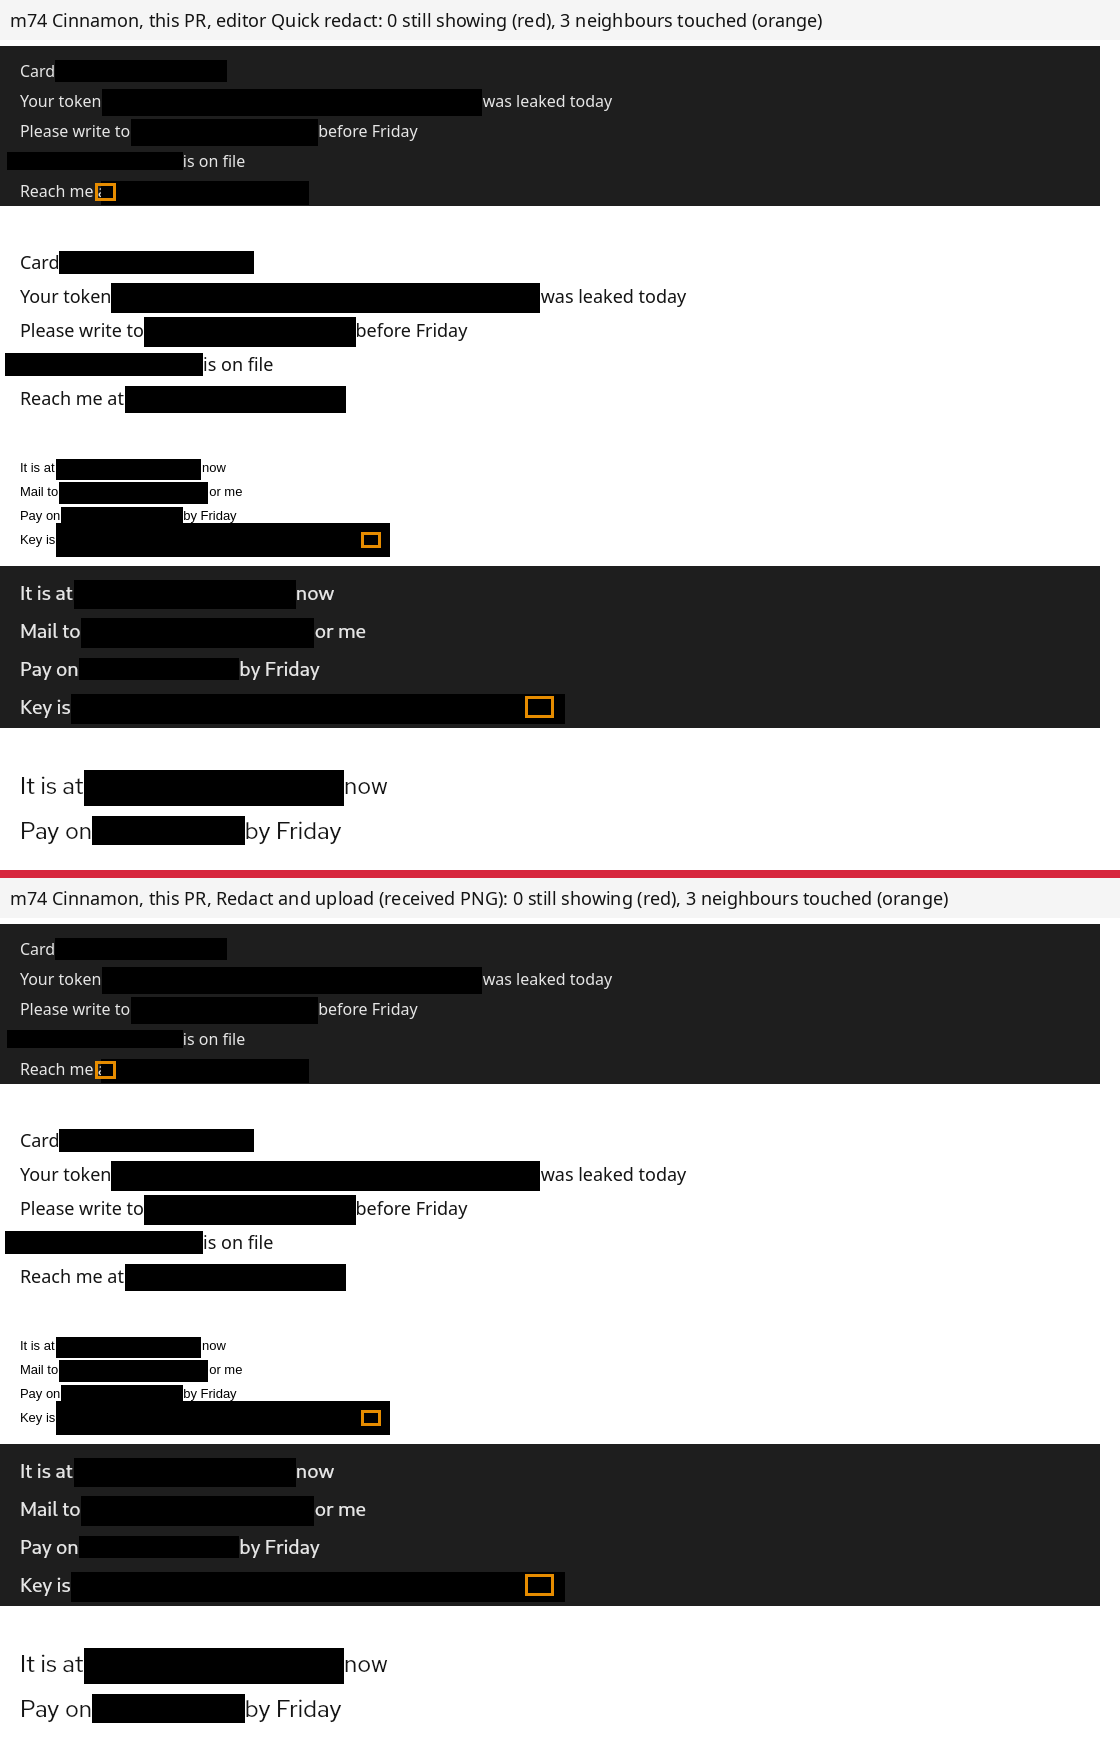 m74 Cinnamon, this PR, editor Quick redact: 0 still showing (red), 3 neighbours touched (orange)
Card
Your token was leaked today
Please write to before Friday
is on file
Reach me
Card
Your token was leaked today
Please write to before Friday
is on file
Reach me at
It is at now
Mail to or me
Pay on by Friday
Key is
It is at now
Mail to or me
Pay on by Friday
Key is
It is at now
Pay on by Friday
m74 Cinnamon, this PR, Redact and upload (received PNG): 0 still showing (red), 3 neighbours touched (orange)
Card
Your token was leaked today
Please write to before Friday
is on file
Reach me
Card
Your token was leaked today
Please write to before Friday
is on file
Reach me at
It is at now
Mail to or me
Pay on by Friday
Key is
It is at now
Mail to or me
Pay on by Friday
Key is
It is at now
Pay on by Friday